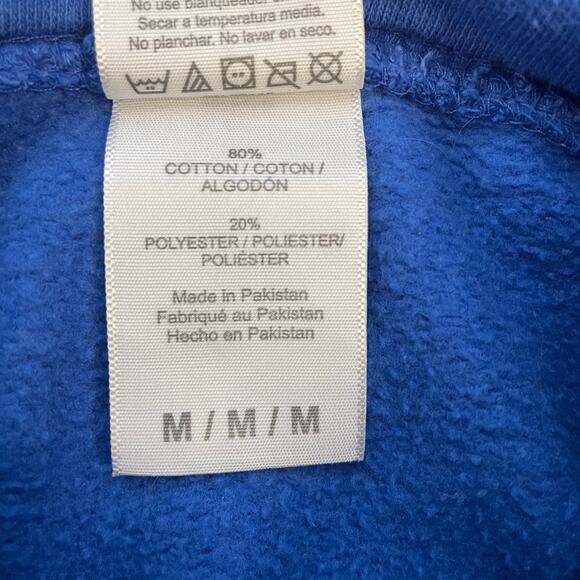 No use blanqueador
Secar a temperatura media.
No planchar. No lavar en seco.
80%
COTTON / COTON /
ALGODÓN
20%
POLYESTER / POLIESTER/
POLIÉSTER
Made in Pakistan
Fabriqué au Pakistan
Hecho en Pakistan
M / M / M